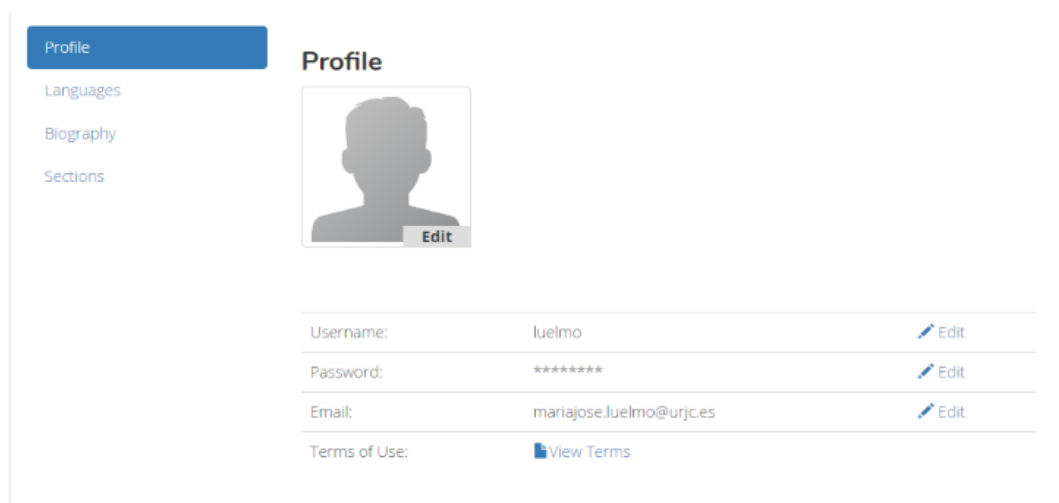 Profile
Languages
Biography
Sections
Profile
Edit
Username: luelmo Edit
Password: ******** Edit
Email: mariajose.luelmo@urjc.es Edit
Terms of Use: View Terms